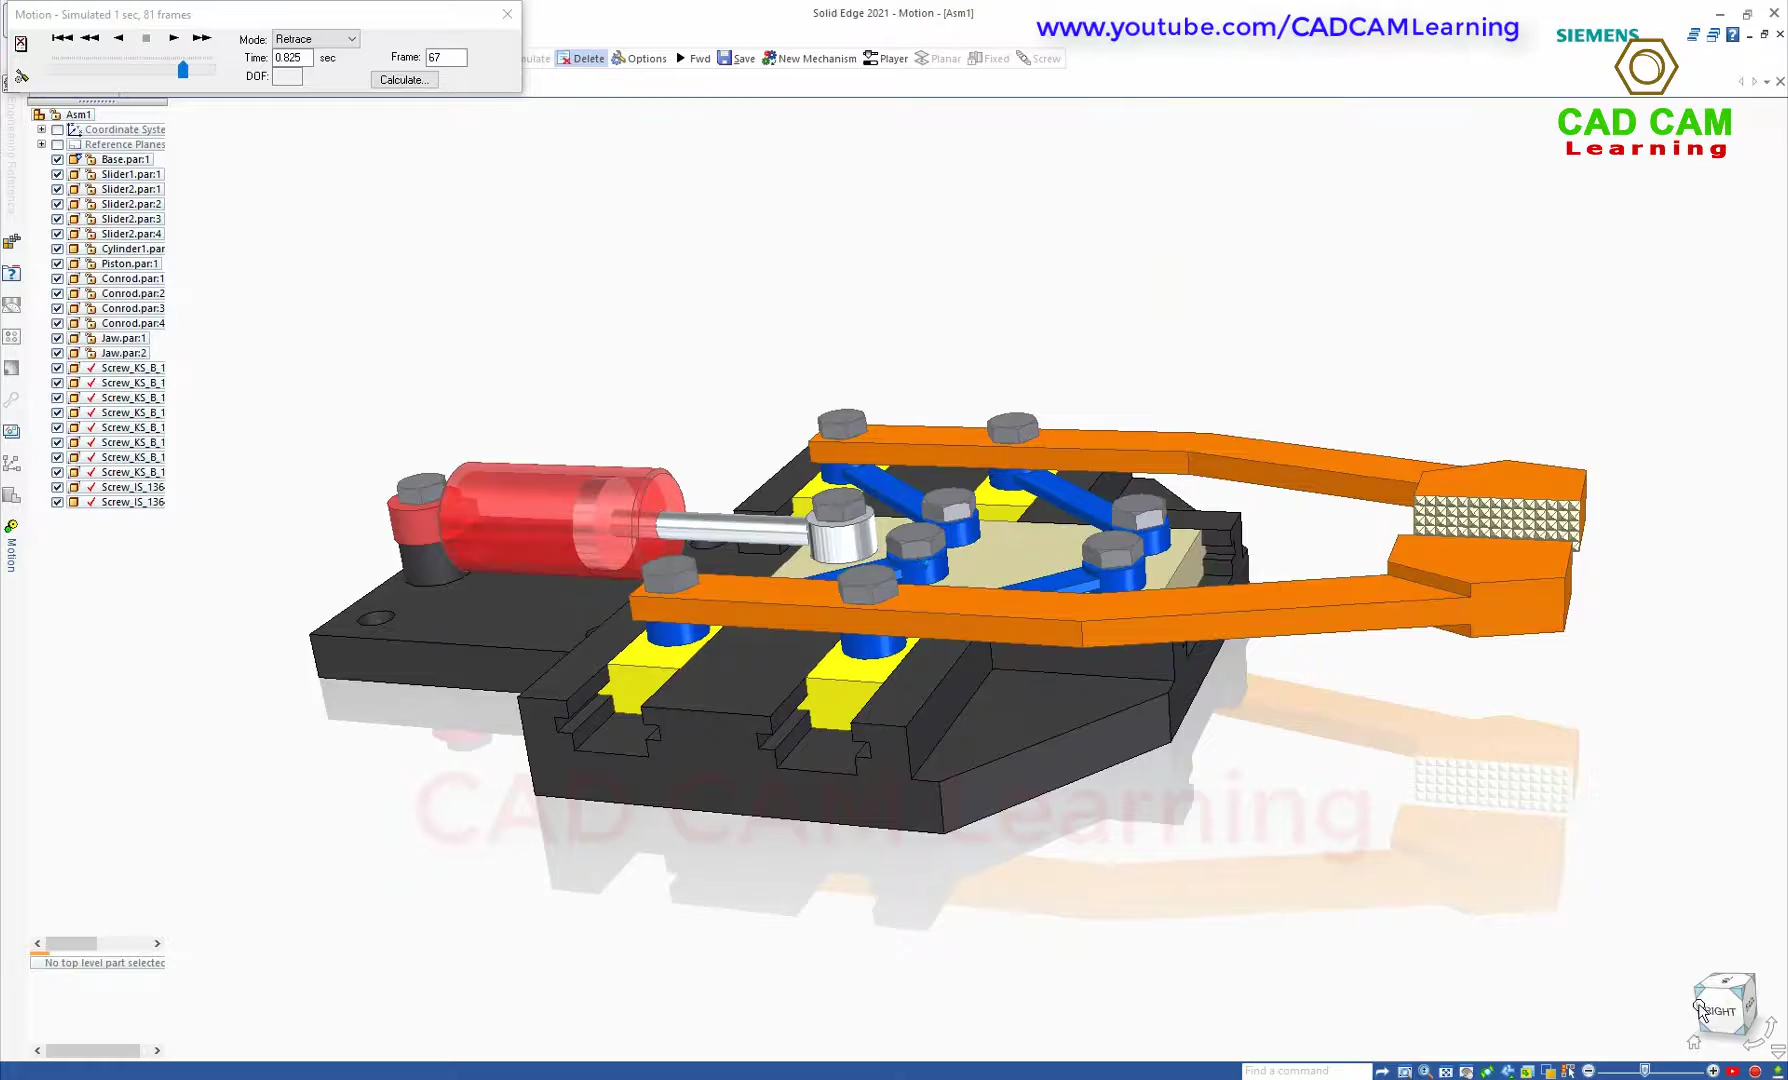 Motion - Simulated 1 sec, 81 frames
Solid Edge 2021 - Motion - [Asm1]
www.youtube.com/CADCAMLearning
SIEMENS
Mode: Retrace
Time: 0.825 sec
Frame: 67
DOF:
Calculate...
Delete
Options
Fwd
Save
New Mechanism
Player
Planar
Fixed
Screw
CAD CAM
Learning
Asm1
Coordinate Syste
Reference Planes
Base.par:1
Slider1.par:1
Slider2.par:1
Slider2.par:2
Slider2.par:3
Slider2.par:4
Cylinder1.par
Piston.par:1
Conrod.par:1
Conrod.par:2
Conrod.par:3
Conrod.par:4
Jaw.par:1
Jaw.par:2
Screw_KS_B_1
Screw_KS_B_1
Screw_KS_B_1
Screw_KS_B_1
Screw_KS_B_1
Screw_KS_B_1
Screw_KS_B_1
Screw_KS_B_1
Screw_IS_136
Screw_IS_136
Motion
CAD CAM Learning
No top level part selected
RIGHT
Find a command